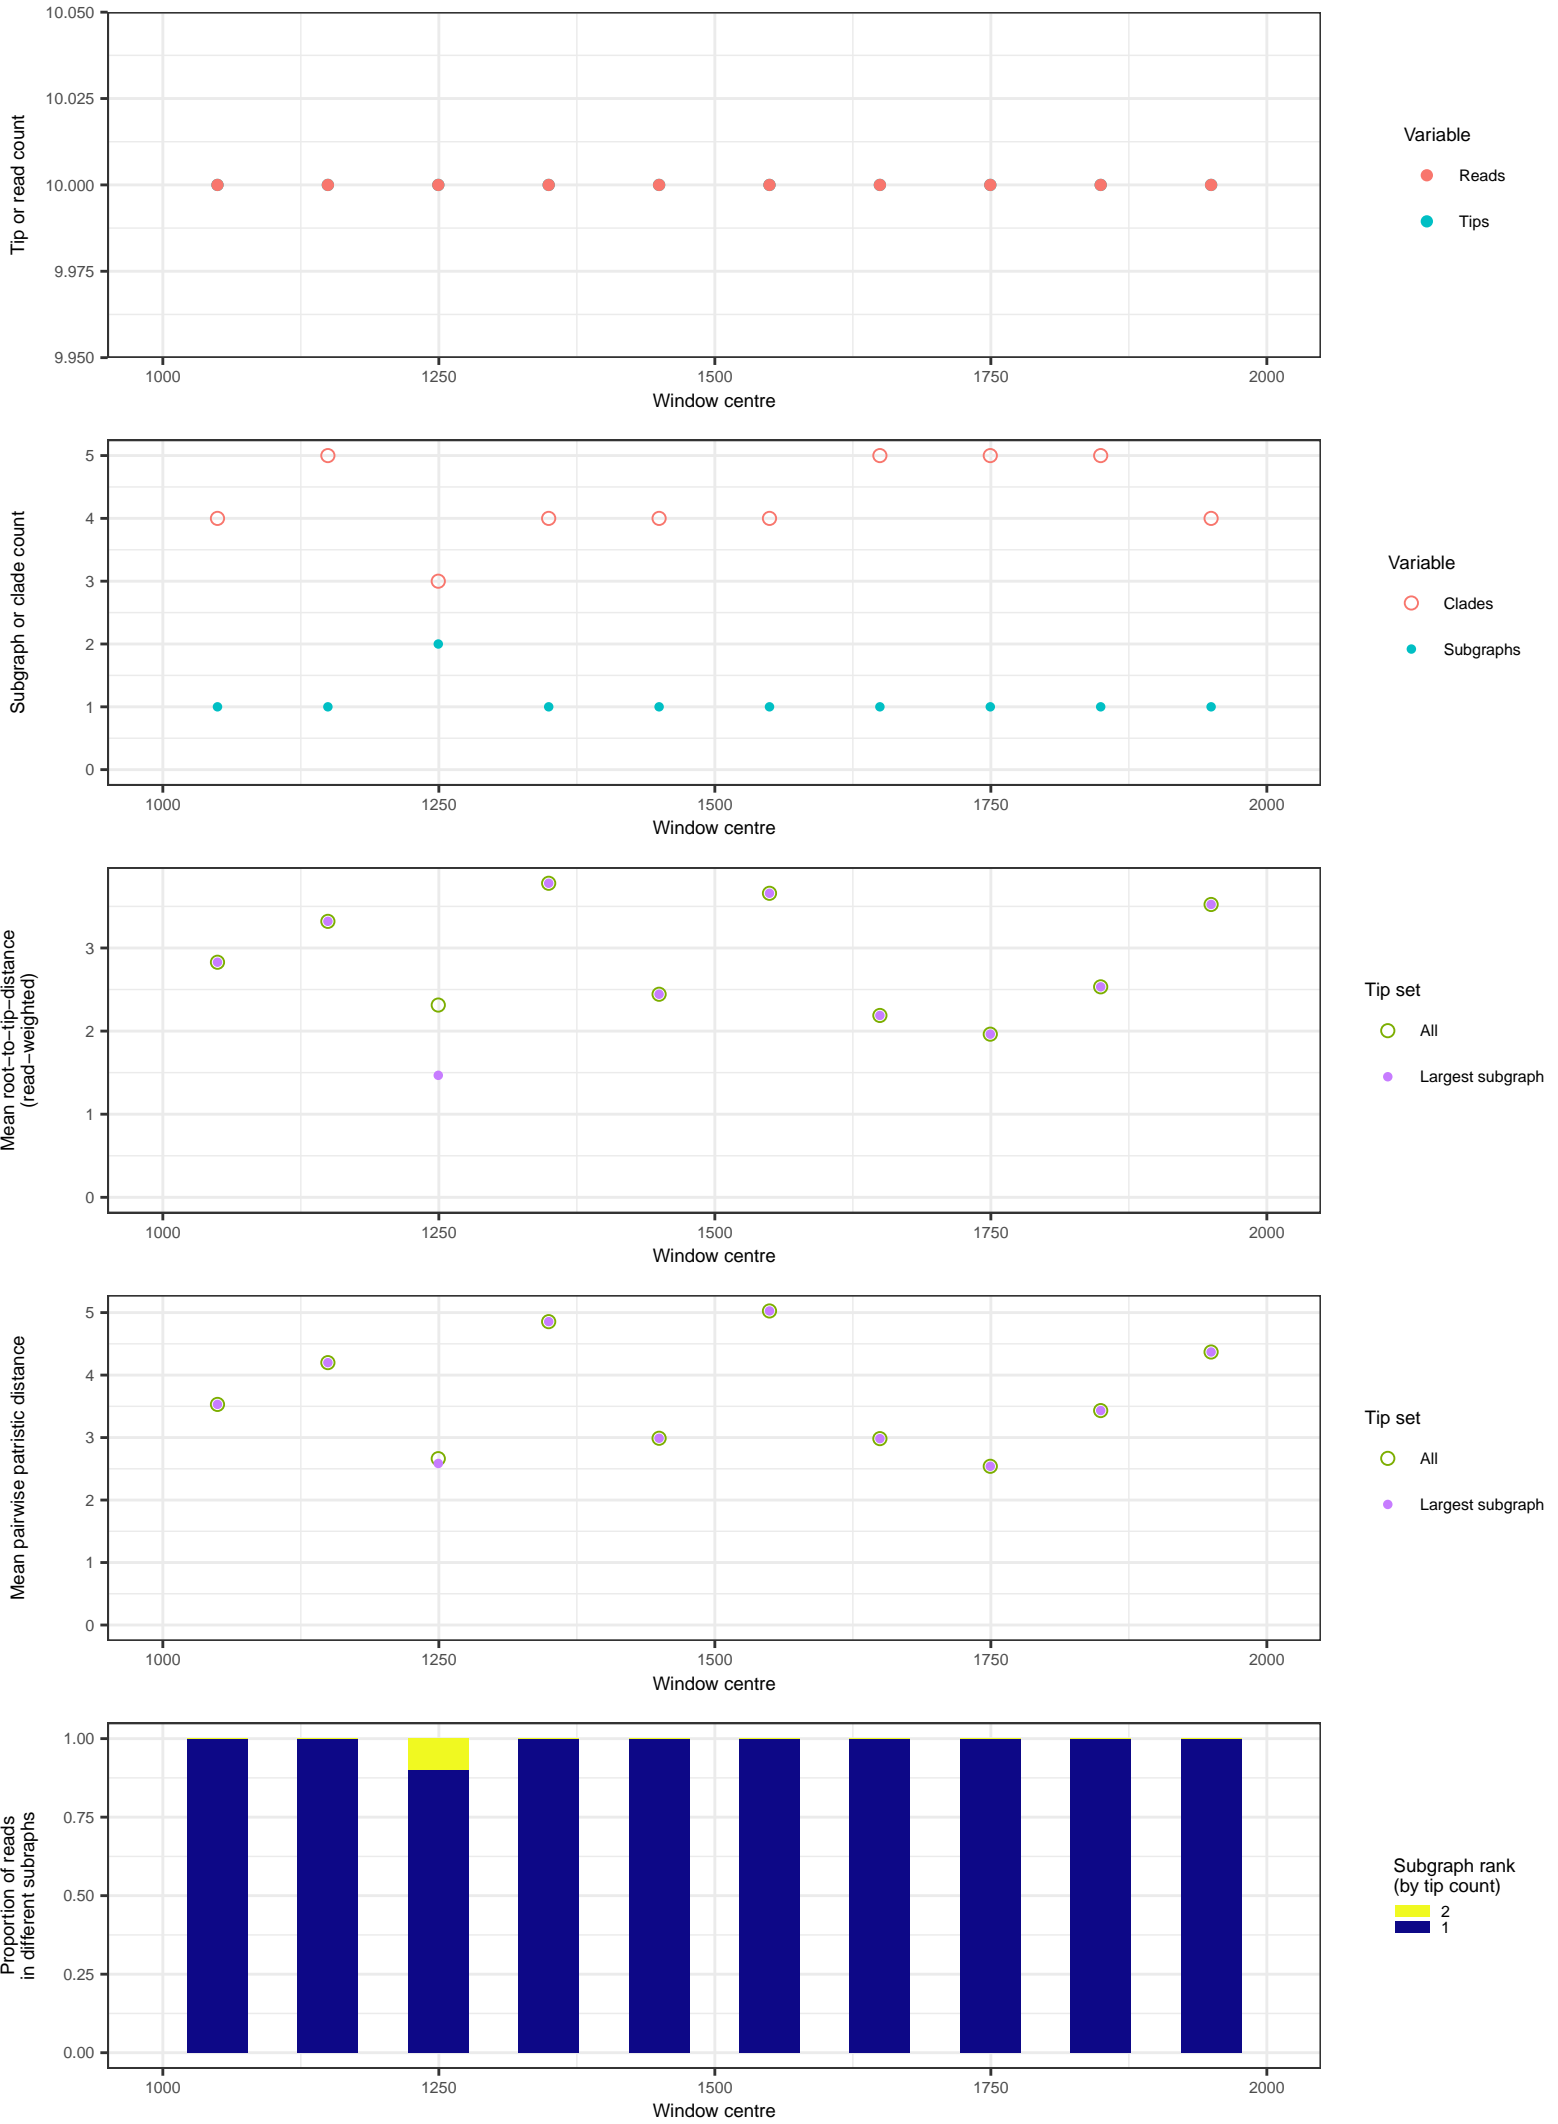 10.050
10.025
10.000
9.975
9.950
Tip or read count
1000 1250 1500 1750 2000
Window centre
Variable
Reads
Tips
5
4
3
2
1
0
Subgraph or clade count
1000 1250 1500 1750 2000
Window centre
Variable
Clades
Subgraphs
3
2
1
0
Mean root−to−tip−distance
(read−weighted)
1000 1250 1500 1750 2000
Window centre
Tip set
All
Largest subgraph
5
4
3
2
1
0
Mean pairwise patristic distance
1000 1250 1500 1750 2000
Window centre
Tip set
All
Largest subgraph
1.00
0.75
0.50
0.25
0.00
Proportion of reads
in different subraphs
1000 1250 1500 1750 2000
Window centre
Subgraph rank
(by tip count)
2
1